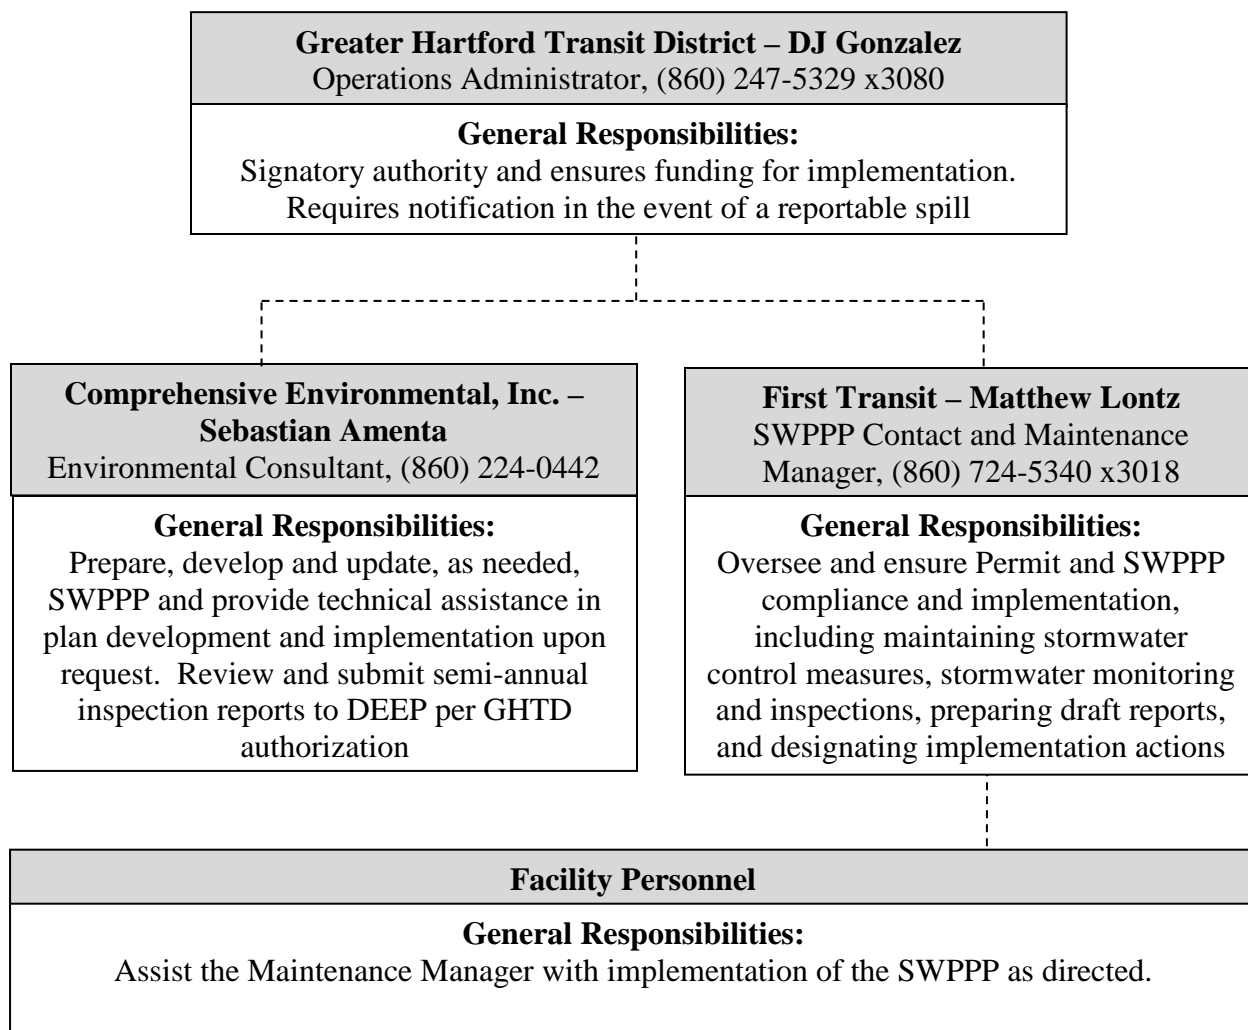 Greater Hartford Transit District – DJ Gonzalez
Operations Administrator, (860) 247-5329 x3080
General Responsibilities:
Signatory authority and ensures funding for implementation.
Requires notification in the event of a reportable spill
Comprehensive Environmental, Inc. –
Sebastian Amenta
Environmental Consultant, (860) 224-0442
General Responsibilities:
Prepare, develop and update, as needed,
SWPPP and provide technical assistance in
plan development and implementation upon
request.  Review and submit semi-annual
inspection reports to DEEP per GHTD
authorization
First Transit – Matthew Lontz
SWPPP Contact and Maintenance
Manager, (860) 724-5340 x3018
General Responsibilities:
Oversee and ensure Permit and SWPPP
compliance and implementation,
including maintaining stormwater
control measures, stormwater monitoring
and inspections, preparing draft reports,
and designating implementation actions
Facility Personnel
General Responsibilities:
Assist the Maintenance Manager with implementation of the SWPPP as directed.